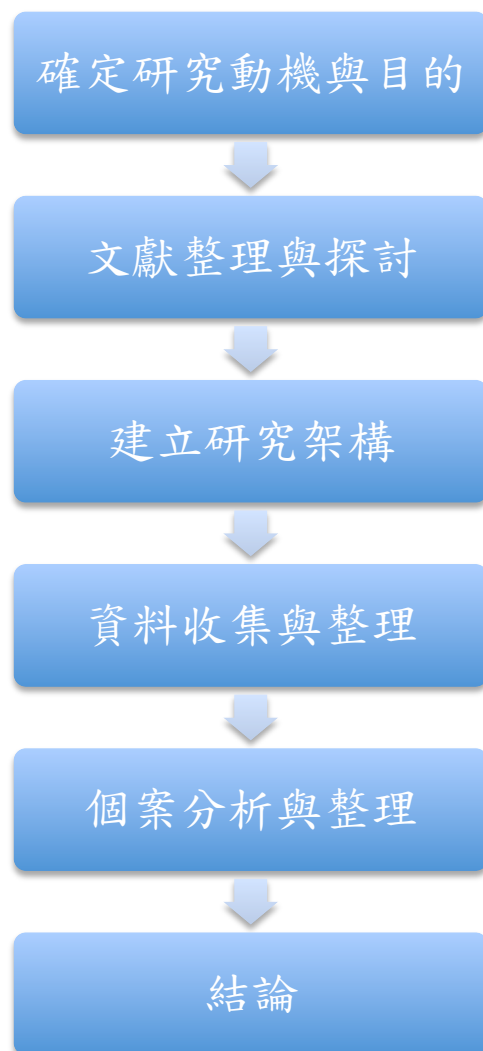 確定研究動機與目的
文獻整理與探討
建立研究架構
資料收集與整理
個案分析與整理
結論